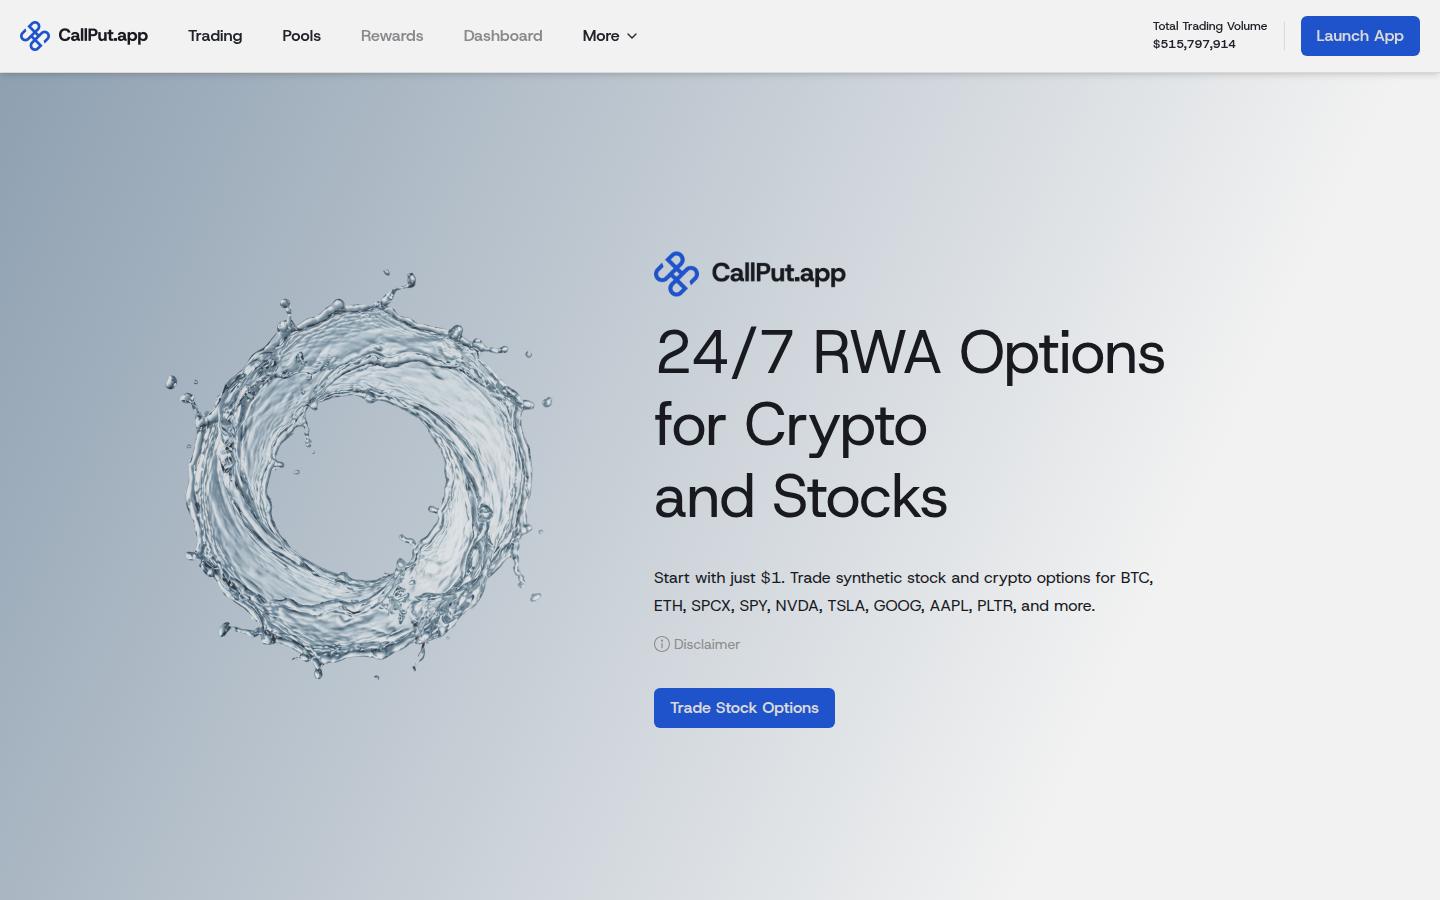 CallPut.app
Trading
Pools
Rewards
Dashboard
More
Total Trading Volume
$515,797,914
Launch App
CallPut.app
24/7 RWA Options
for Crypto
and Stocks
Start with just $1. Trade synthetic stock and crypto options for BTC,
ETH, SPCX, SPY, NVDA, TSLA, GOOG, AAPL, PLTR, and more.
Disclaimer
Trade Stock Options